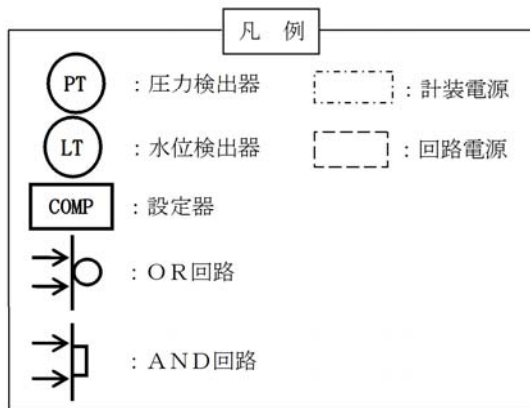 凡 例
PT ：圧力検出器 ：計装電源
LT ：水位検出器 ：回路電源
COMP ：設定器
：ＯＲ回路
：ＡＮＤ回路